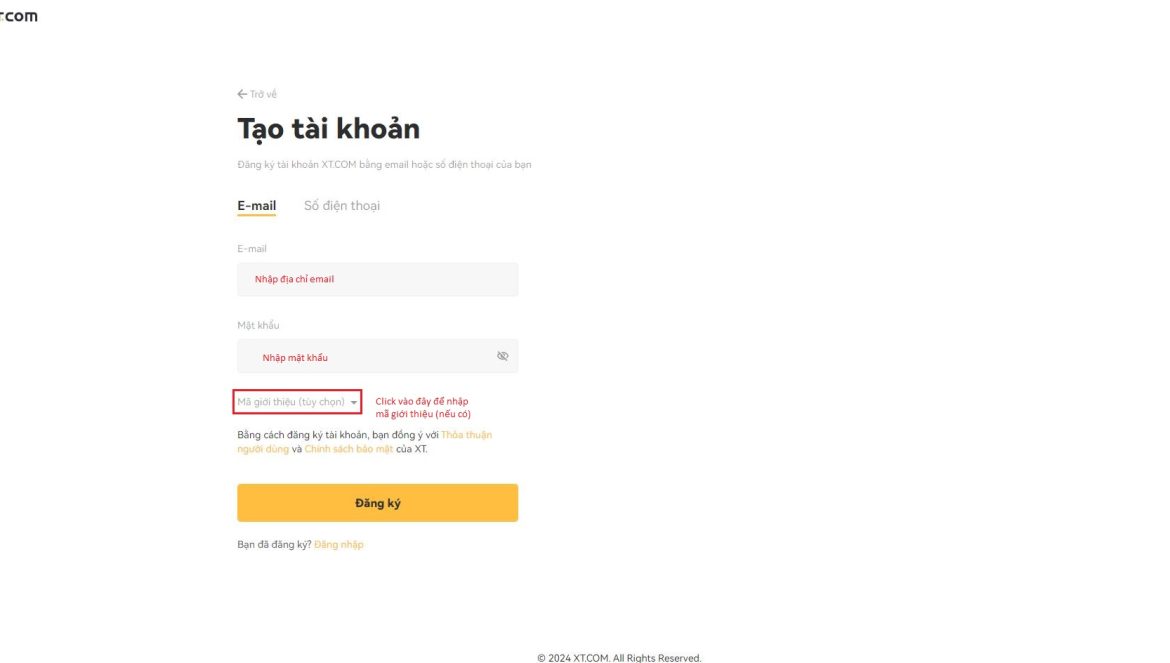 .com
Trở về
Tạo tài khoản
Đăng ký tài khoản XT.COM bằng email hoặc số điện thoại của bạn
E-mail Số điện thoại
E-mail
Nhập địa chỉ email
Mật khẩu
Nhập mật khẩu
Mã giới thiệu (tùy chọn) Click vào đây để nhập
mã giới thiệu (nếu có)
Bằng cách đăng ký tài khoản, bạn đồng ý với Thỏa thuận
người dùng và Chính sách bảo mật của XT.
Đăng ký
Bạn đã đăng ký? Đăng nhập
© 2024 XT.COM. All Rights Reserved.